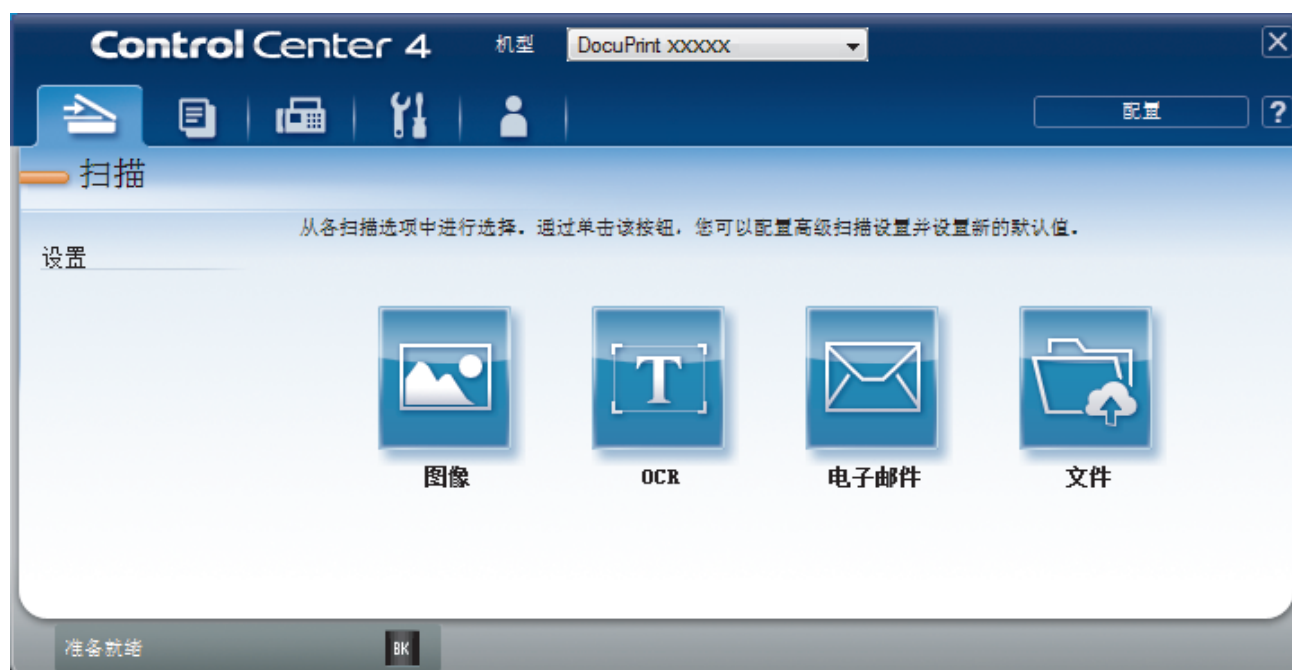 Control Center 4 机型 DocuPrint XXXXX
配置 ?
扫描
从各扫描选项中进行选择。通过单击该按钮，您可以配置高级扫描设置并设置新的默认值。
设置
T
图像 OCR 电子邮件 文件
准备就绪 BK